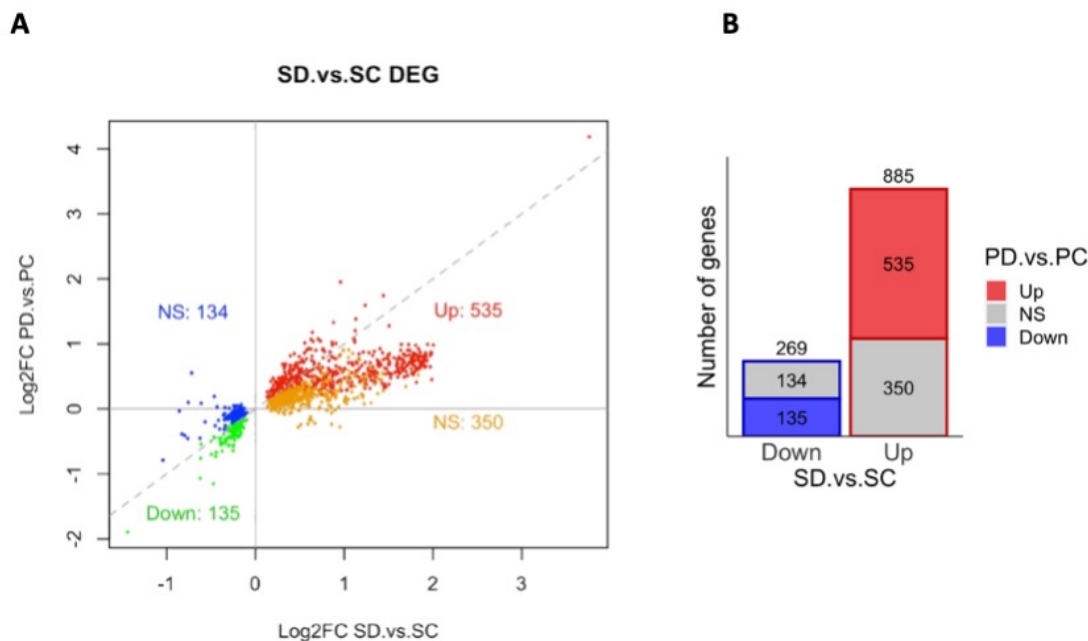 A
SD.vs.SC DEG
Log2FC PD.vs.PC
4
3
2
1
0
-1
-2
NS: 134
Up: 535
NS: 350
Down: 135
-1
0
1
2
3
Log2FC SD.vs.SC
B
Number of genes
885
535
350
269
134
135
Down
Up
SD.vs.SC
PD.vs.PC
Up
NS
Down